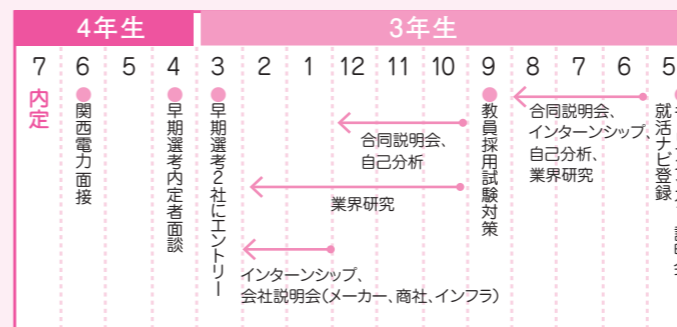 4年生
3年生
7 6 5 4 3 2 1 12 11 10 9 8 7 6 5
内定
関西電力面接
早期選考内定者面談
早期選考2社にエントリー
合同説明会、
自己分析
業界研究
インターンシップ、
会社説明会(メーカー、商社、インフラ)
教員採用試験対策
合同説明会、
インターンシップ、
自己分析、
業界研究
就活ナビ登録